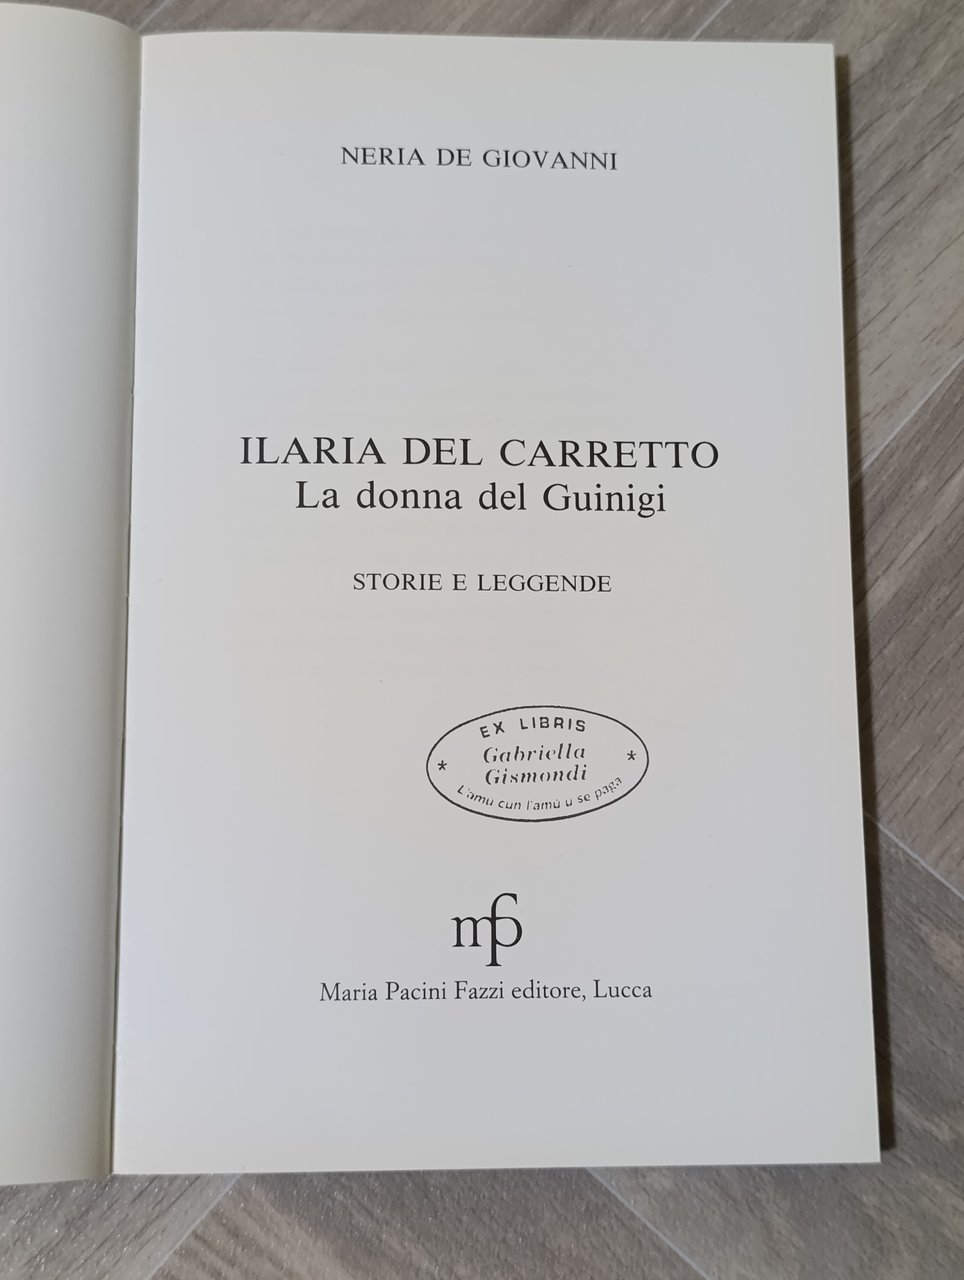 NERIA DE GIOVANNI
ILARIA DEL CARRETTO
La donna del Guinigi
STORIE E LEGGENDE
EX LIBRIS
* Gabriella *
Gismondi
L'amù cun l'amù u se paga
mpf
Maria Pacini Fazzi editore, Lucca